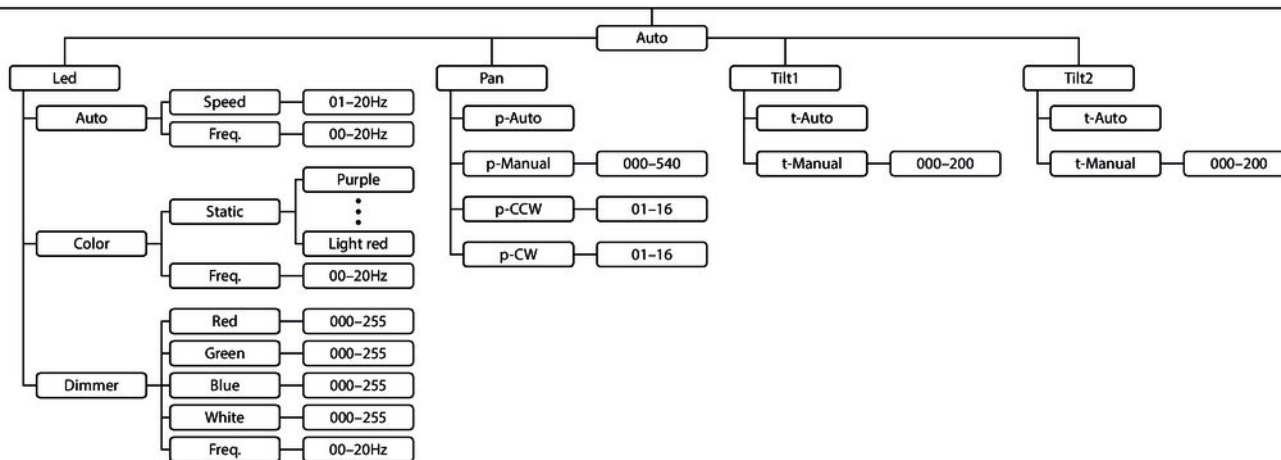 Auto
Led
Pan
Tilt1
Tilt2
Auto
Speed
01–20Hz
Freq.
00–20Hz
Color
Static
Purple
Light red
Freq.
00–20Hz
Dimmer
Red
000–255
Green
000–255
Blue
000–255
White
000–255
Freq.
00–20Hz
p-Auto
p-Manual
000–540
p-CCW
01–16
p-CW
01–16
t-Auto
t-Manual
000–200
t-Auto
t-Manual
000–200